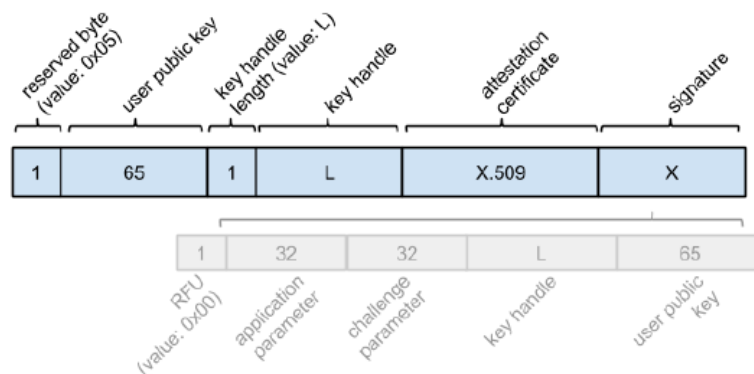 reserved byte
(value: 0x05)
user public key
key handle
length (value: L)
key handle
attestation
certificate
signature
1
65
1
L
X.509
X
1
32
32
L
65
RFU
(value: 0x00)
application
parameter
challenge
parameter
key handle
user public
key